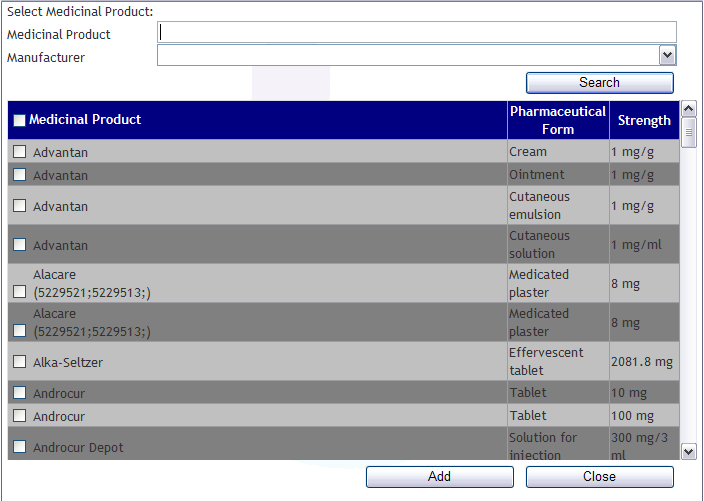 Select Medicinal Product:
Medicinal Product
Manufacturer
Search
Medicinal Product Pharmaceutical Form Strength
Advantan Cream 1 mg/g
Advantan Ointment 1 mg/g
Advantan Cutaneous emulsion 1 mg/g
Advantan Cutaneous solution 1 mg/ml
Alacare (5229521;5229513;) Medicated plaster 8 mg
Alacare (5229521;5229513;) Medicated plaster 8 mg
Alka-Seltzer Effervescent tablet 2081.8 mg
Androcur Tablet 10 mg
Androcur Tablet 100 mg
Androcur Depot Solution for injection 300 mg/3 ml
Add Close